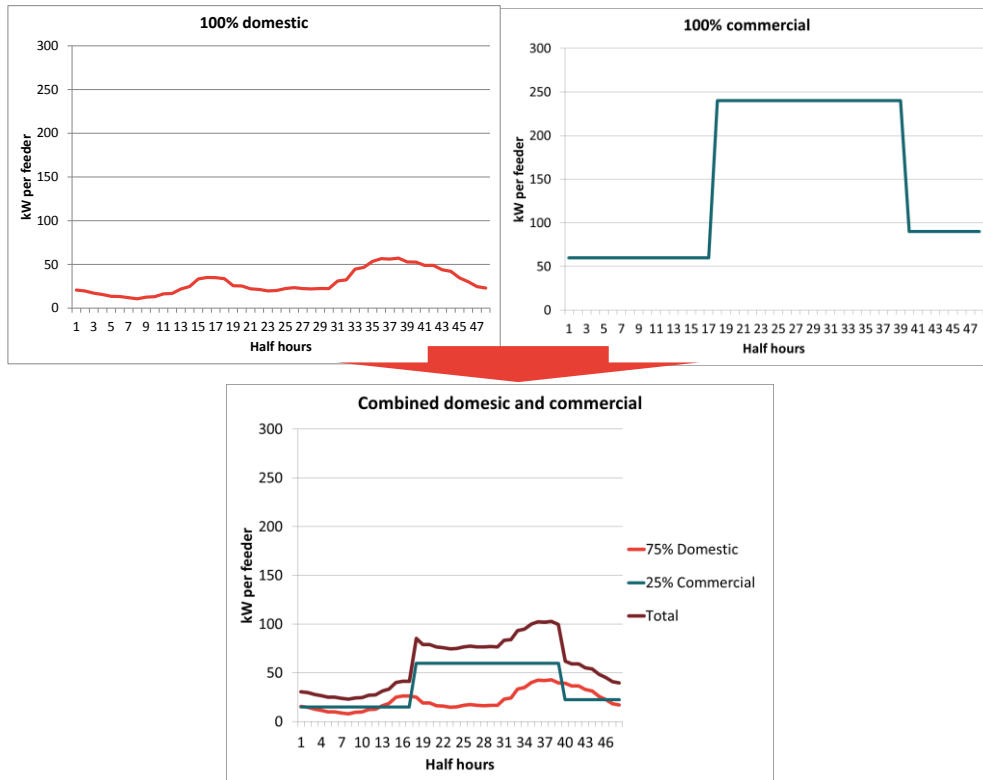 100% domestic
300
250
200
150
100
50
0
kW per feeder
1 3 5 7 9 11 13 15 17 19 21 23 25 27 29 31 33 35 37 39 41 43 45 47
Half hours
100% commercial
300
250
200
150
100
50
0
kW per feeder
1 3 5 7 9 11 13 15 17 19 21 23 25 27 29 31 33 35 37 39 41 43 45 47
Half hours
Combined domesic and commercial
300
250
200
150
100
50
0
kW per feeder
1 4 7 10 13 16 19 22 25 28 31 34 37 40 43 46
Half hours
75% Domestic
25% Commercial
Total